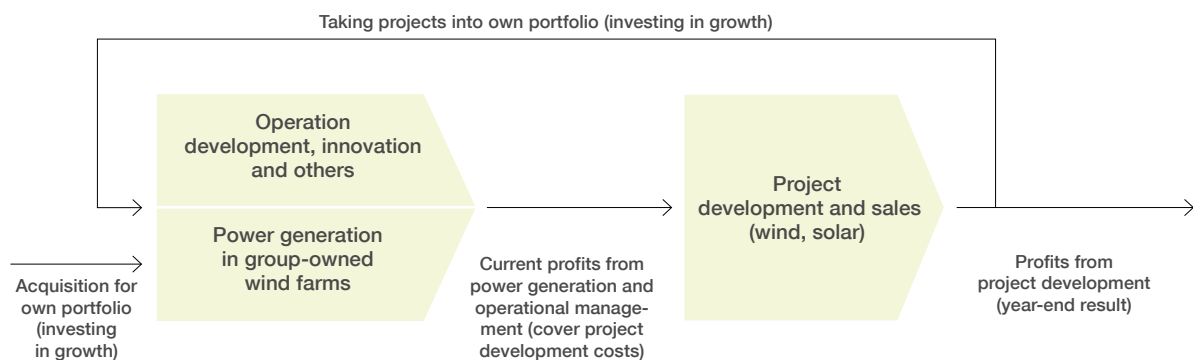 Taking projects into own portfolio (investing in growth)
Operation
development, innovation
and others
Power generation
in group-owned
wind farms
Project
development and sales
(wind, solar)
Acquisition for
own portfolio
(investing
in growth)
Current profits from
power generation and
operational manage-
ment (cover project
development costs)
Profits from
project development
(year-end result)